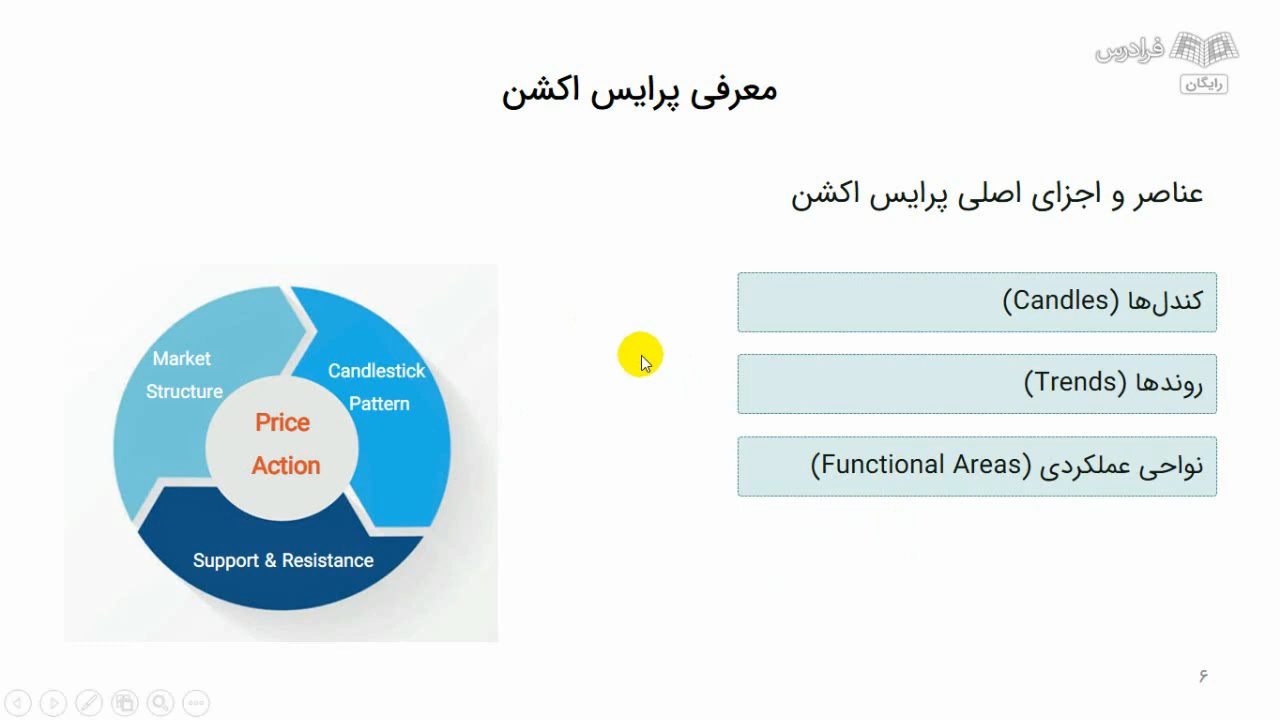 فرادرس
رایگان
معرفی پرایس اکشن
عناصر و اجزای اصلی پرایس اکشن
کندل‌ها (Candles)
روندها (Trends)
نواحی عملکردی (Functional Areas)
Market
Structure
Candlestick
Pattern
Price
Action
Support & Resistance
۶